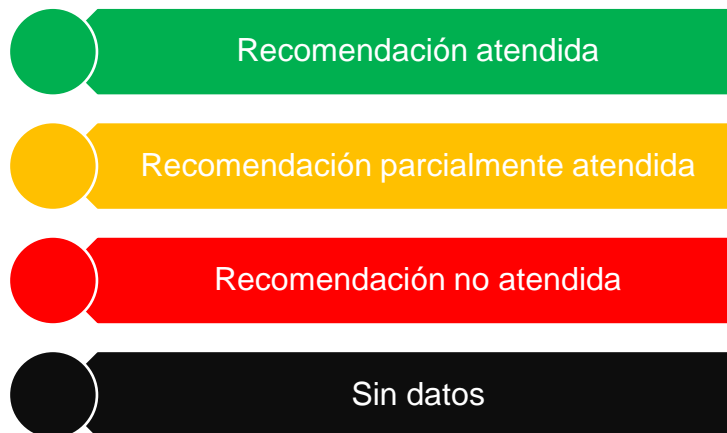 Recomendación atendida
Recomendación parcialmente atendida
Recomendación no atendida
Sin datos